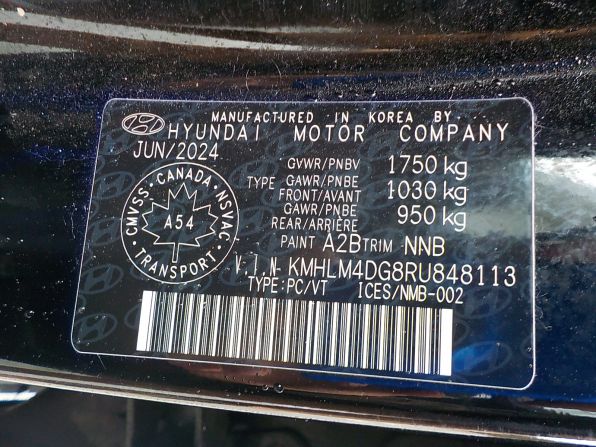 MANUFACTURED IN KOREA BY
HYUNDAI MOTOR COMPANY
JUN/2024
GVWR/PNBV 1750 kg
TYPE GAWR/PNBE FRONT/AVANT 1030 kg
GAWR/PNBE REAR/ARRIÈRE 950 kg
PAINT A2B TRIM NNB
V.I.N KMHLM4DG8RU848113
TYPE:PC/VT ICES/NMB-002
CMVSS · CANADA · NSVAC
A54
TRANSPORT